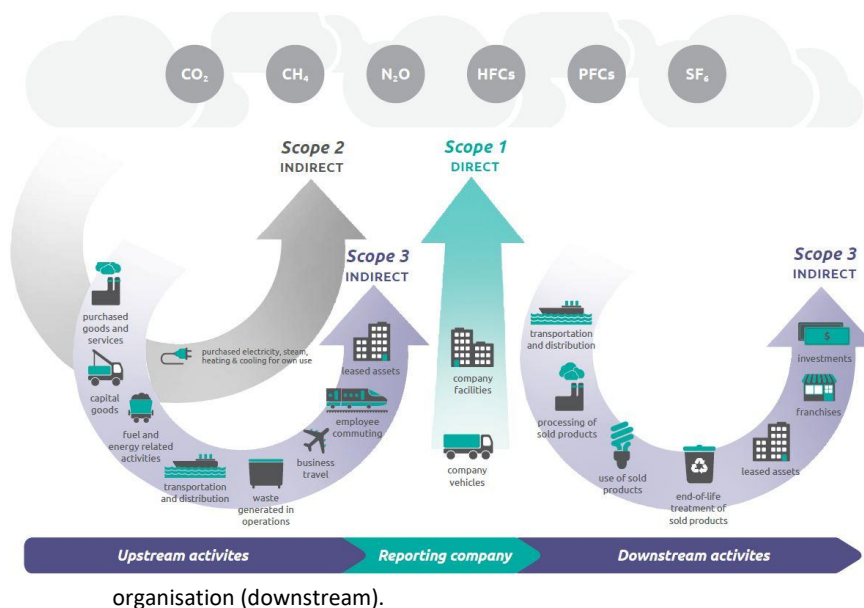 CO₂
CH₄
N₂O
HFCs
PFCs
SF₆
Scope 2
INDIRECT
Scope 1
DIRECT
Scope 3
INDIRECT
Scope 3
INDIRECT
purchased
goods and
services
capital
goods
fuel and
energy related
activities
transportation
and distribution
waste
generated in
operations
business
travel
employee
commuting
leased assets
purchased electricity, steam,
heating & cooling for own use
company
facilities
company
vehicles
transportation
and distribution
processing of
sold products
use of sold
products
end-of-life
treatment of
sold products
leased assets
franchises
investments
$
Upstream activites
Reporting company
Downstream activites
organisation (downstream).